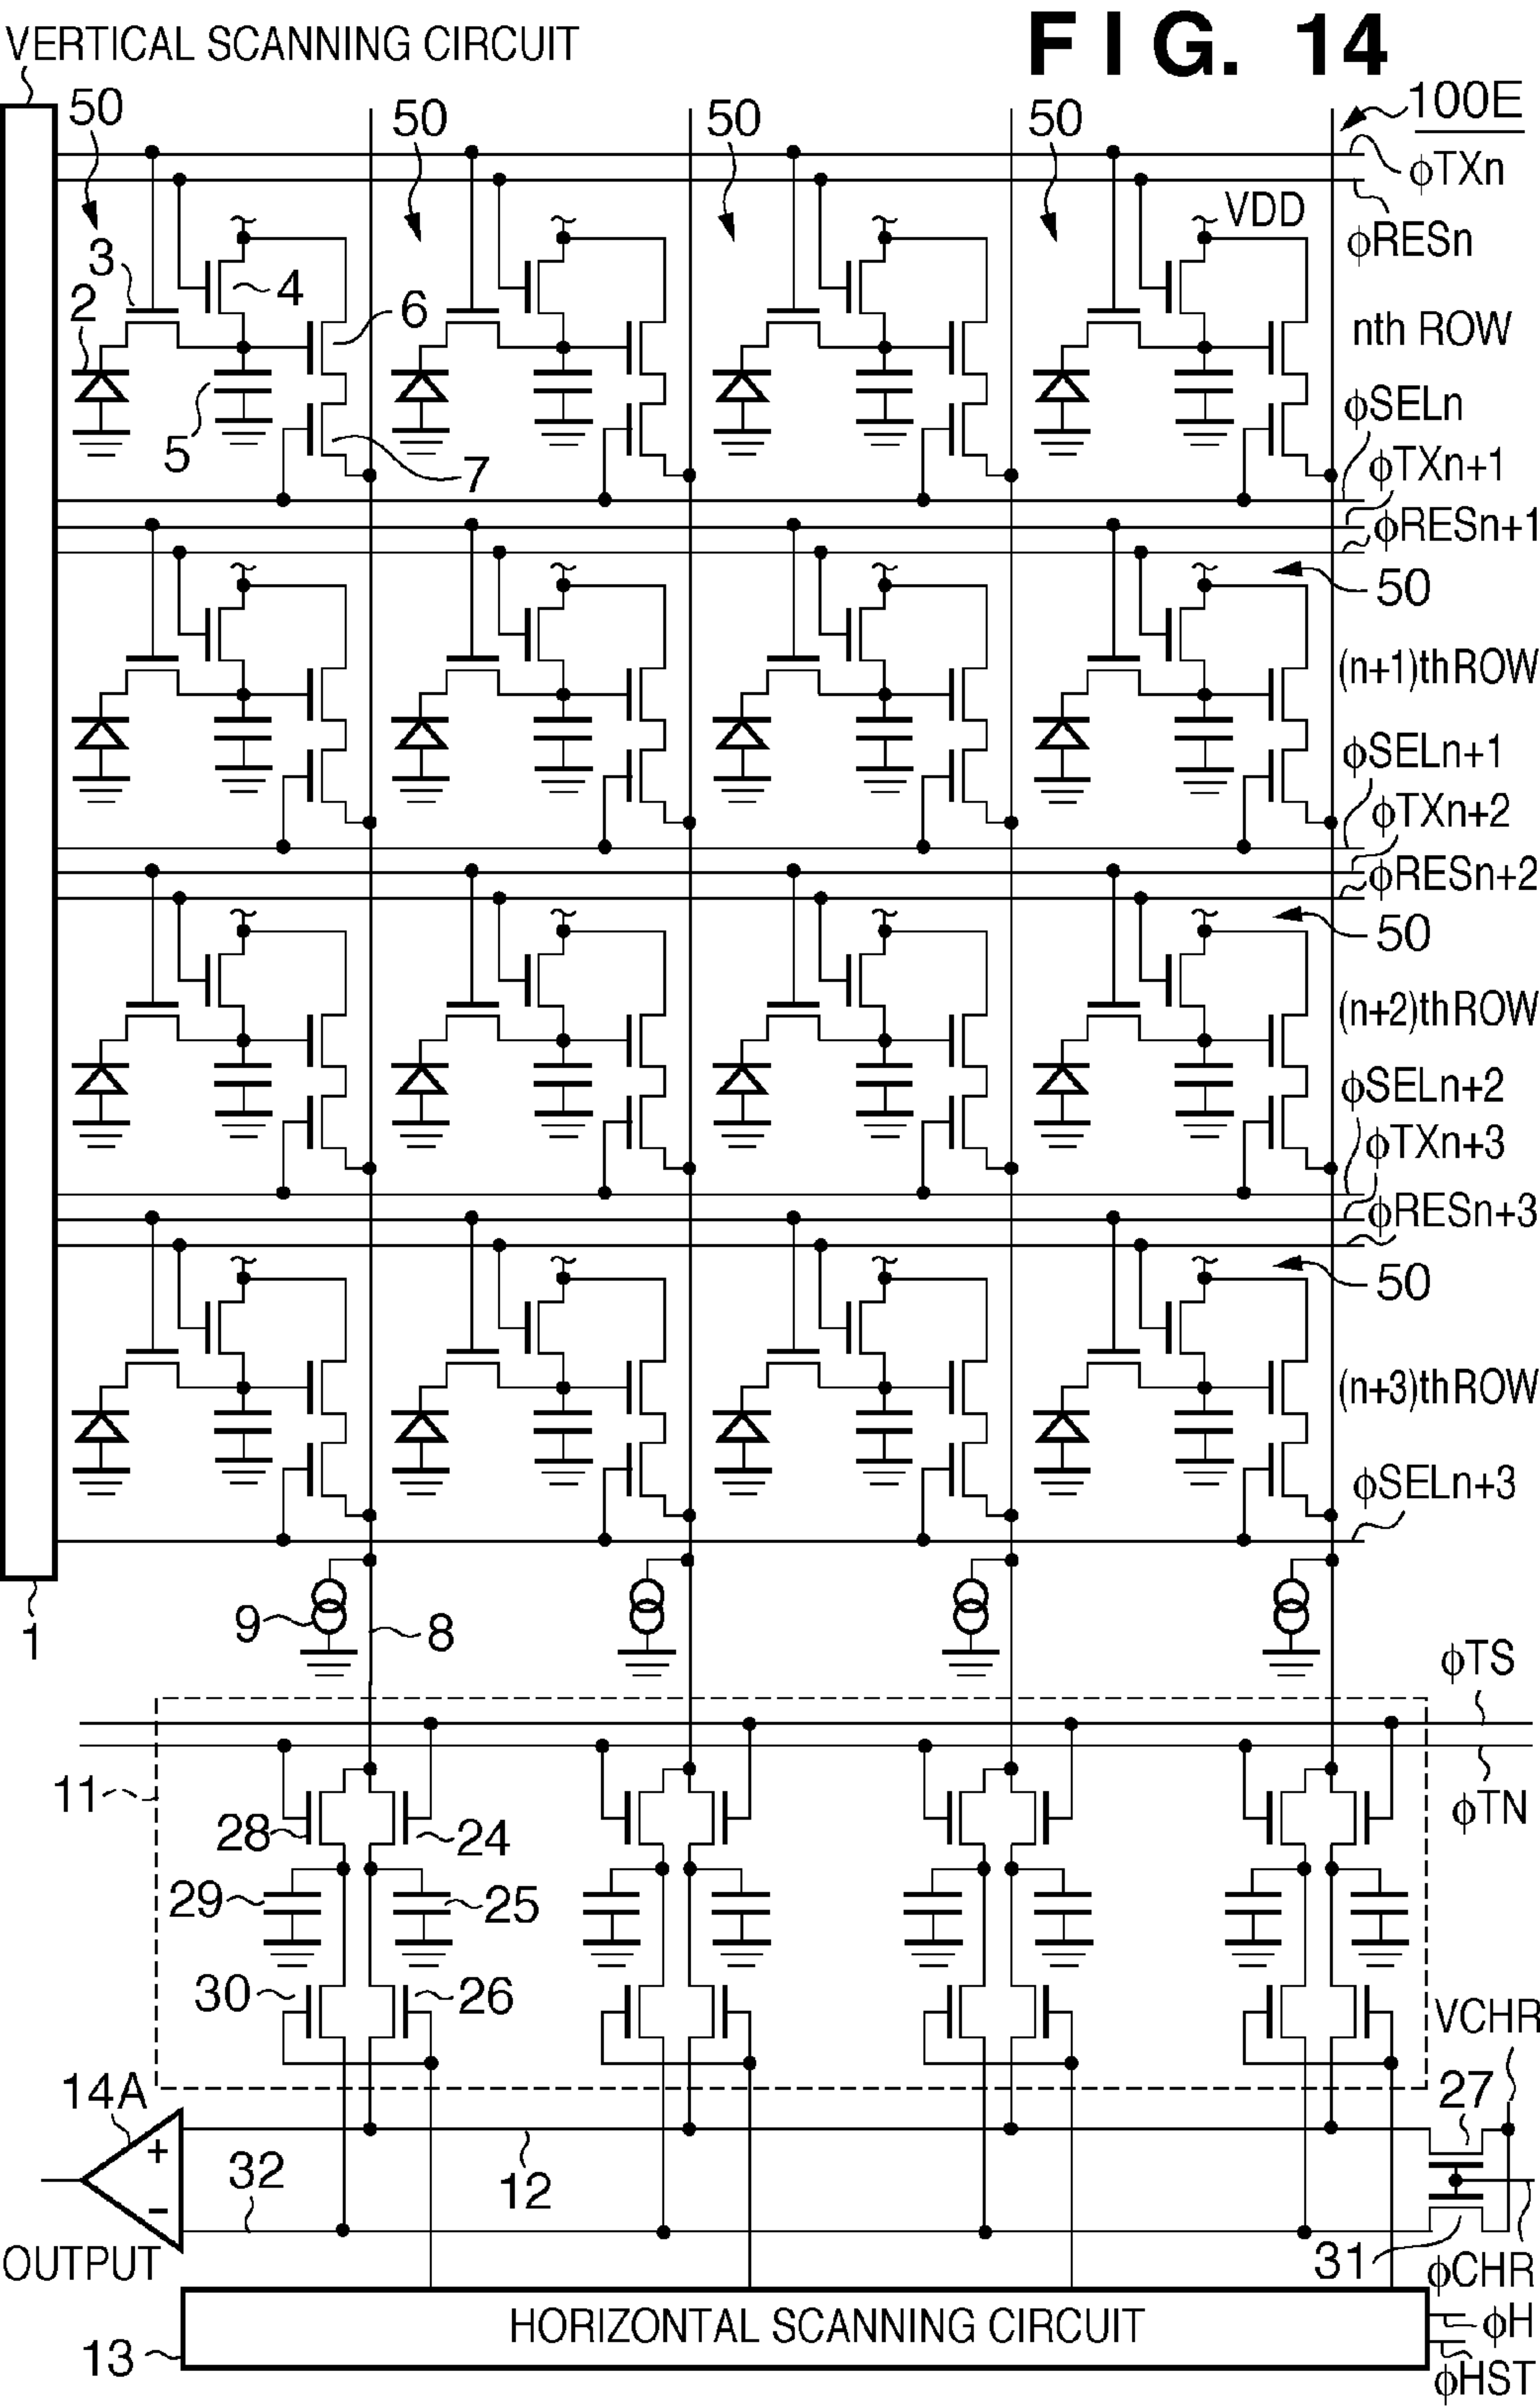 FIG. 14
VERTICAL SCANNING CIRCUIT
50 50 50 50 100E
ϕTXn
VDD
ϕRESn
3 4 6
2
nth ROW
5 7
ϕSELn
ϕTXn+1
ϕRESn+1
50
(n+1)thROW
ϕSELn+1
ϕTXn+2
ϕRESn+2
50
(n+2)thROW
ϕSELn+2
ϕTXn+3
ϕRESn+3
50
(n+3)thROW
ϕSELn+3
1 9 8
ϕTS
11
ϕTN
28 24
29 25
30 26
VCHR
14A 27
+
−
32 12
OUTPUT
31 ϕCHR
HORIZONTAL SCANNING CIRCUIT
ϕH
13
ϕHST